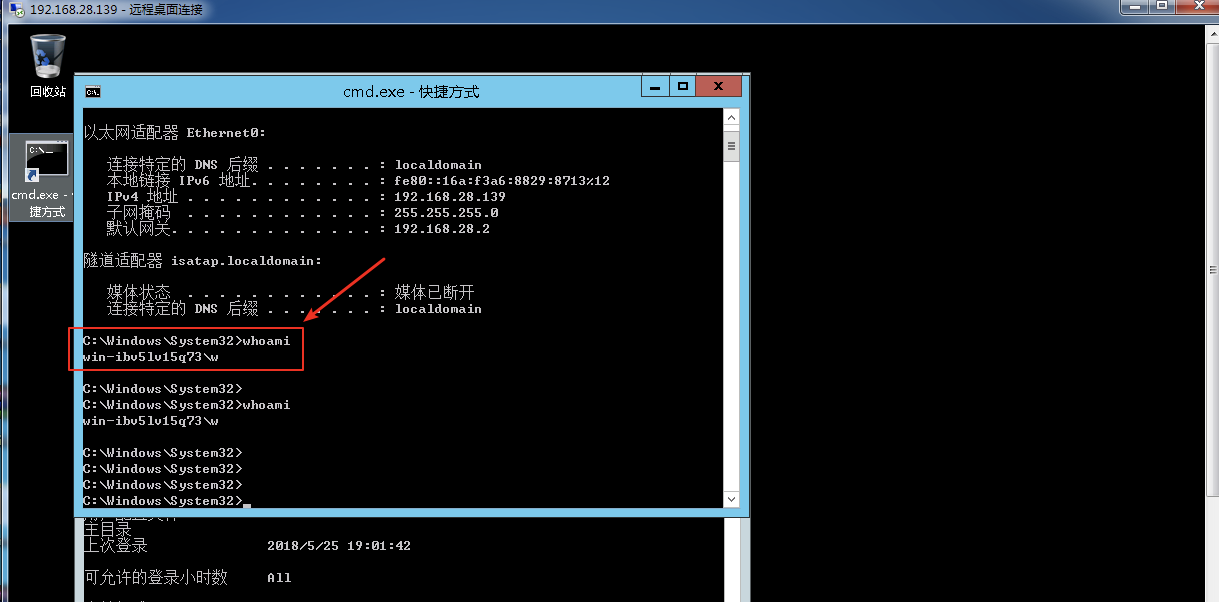 192.168.28.139 - 远程桌面连接
回收站
cmd.exe -
捷方式
cmd.exe - 快捷方式
以太网适配器 Ethernet0:
连接特定的 DNS 后缀 . . . . . . . : localdomain
本地链接 IPv6 地址. . . . . . . . : fe80::16a:f3a6:8829:8713%12
IPv4 地址 . . . . . . . . . . . . : 192.168.28.139
子网掩码 . . . . . . . . . . . . : 255.255.255.0
默认网关. . . . . . . . . . . . . : 192.168.28.2
隧道适配器 isatap.localdomain:
媒体状态 . . . . . . . . . . . . : 媒体已断开
连接特定的 DNS 后缀 . . . . . . . : localdomain
C:\Windows\System32>whoami
win-ibv5lv15q73\w
C:\Windows\System32>
C:\Windows\System32>whoami
win-ibv5lv15q73\w
C:\Windows\System32>
C:\Windows\System32>
C:\Windows\System32>
C:\Windows\System32>
主目录
上次登录 2018/5/25 19:01:42
可允许的登录小时数 All